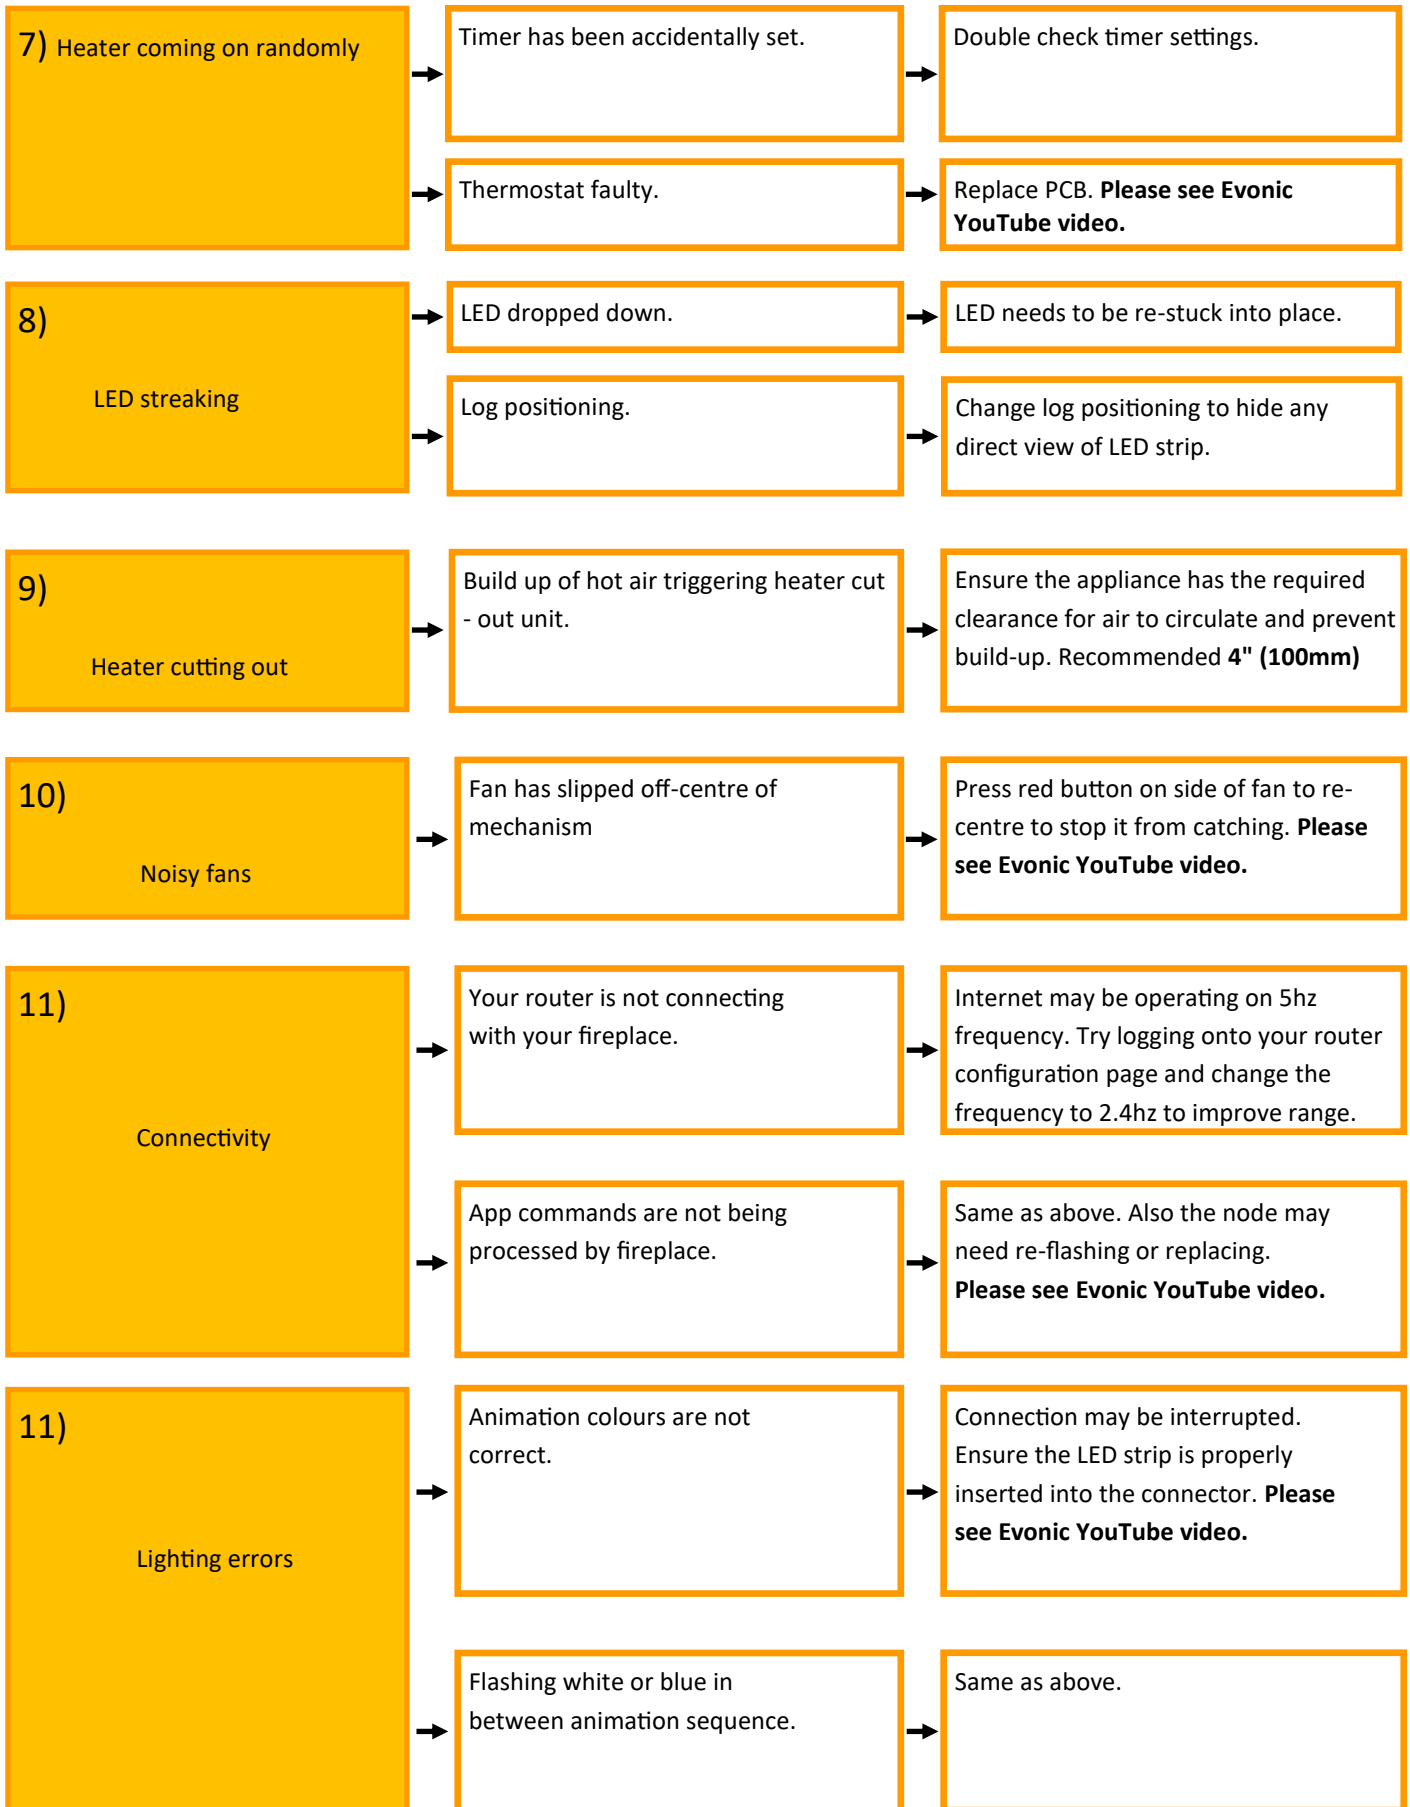 7) Heater coming on randomly
Timer has been accidentally set.
Double check timer settings.
Thermostat faulty.
Replace PCB. Please see Evonic
YouTube video.
8)
LED streaking
LED dropped down.
LED needs to be re-stuck into place.
Log positioning.
Change log positioning to hide any
direct view of LED strip.
9)
Heater cutting out
Build up of hot air triggering heater cut
- out unit.
Ensure the appliance has the required
clearance for air to circulate and prevent
build-up. Recommended 4" (100mm)
10)
Noisy fans
Fan has slipped off-centre of
mechanism
Press red button on side of fan to re-
centre to stop it from catching. Please
see Evonic YouTube video.
11)
Connectivity
Your router is not connecting
with your fireplace.
Internet may be operating on 5hz
frequency. Try logging onto your router
configuration page and change the
frequency to 2.4hz to improve range.
App commands are not being
processed by fireplace.
Same as above. Also the node may
need re-flashing or replacing.
Please see Evonic YouTube video.
11)
Lighting errors
Animation colours are not
correct.
Connection may be interrupted.
Ensure the LED strip is properly
inserted into the connector. Please
see Evonic YouTube video.
Flashing white or blue in
between animation sequence.
Same as above.